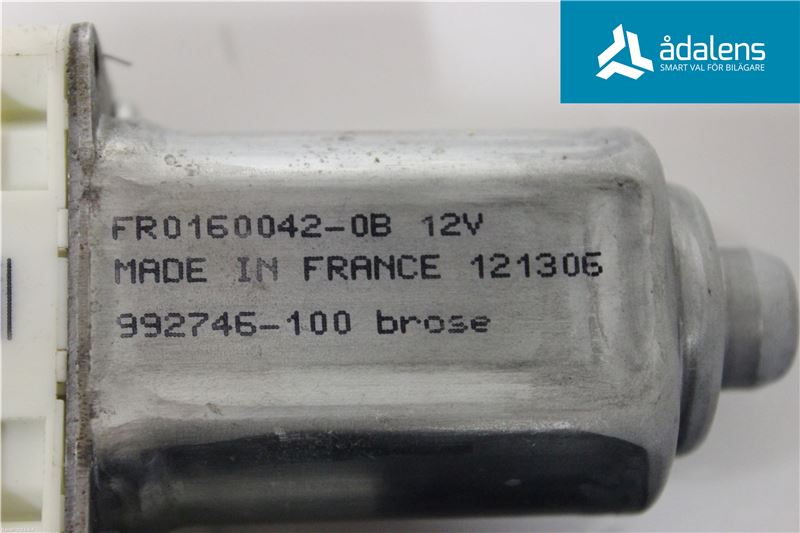 ådalens
SMART VAL FÖR BILÄGARE
FR0160042-0B 12V
MADE IN FRANCE 121306
992746-100 brose